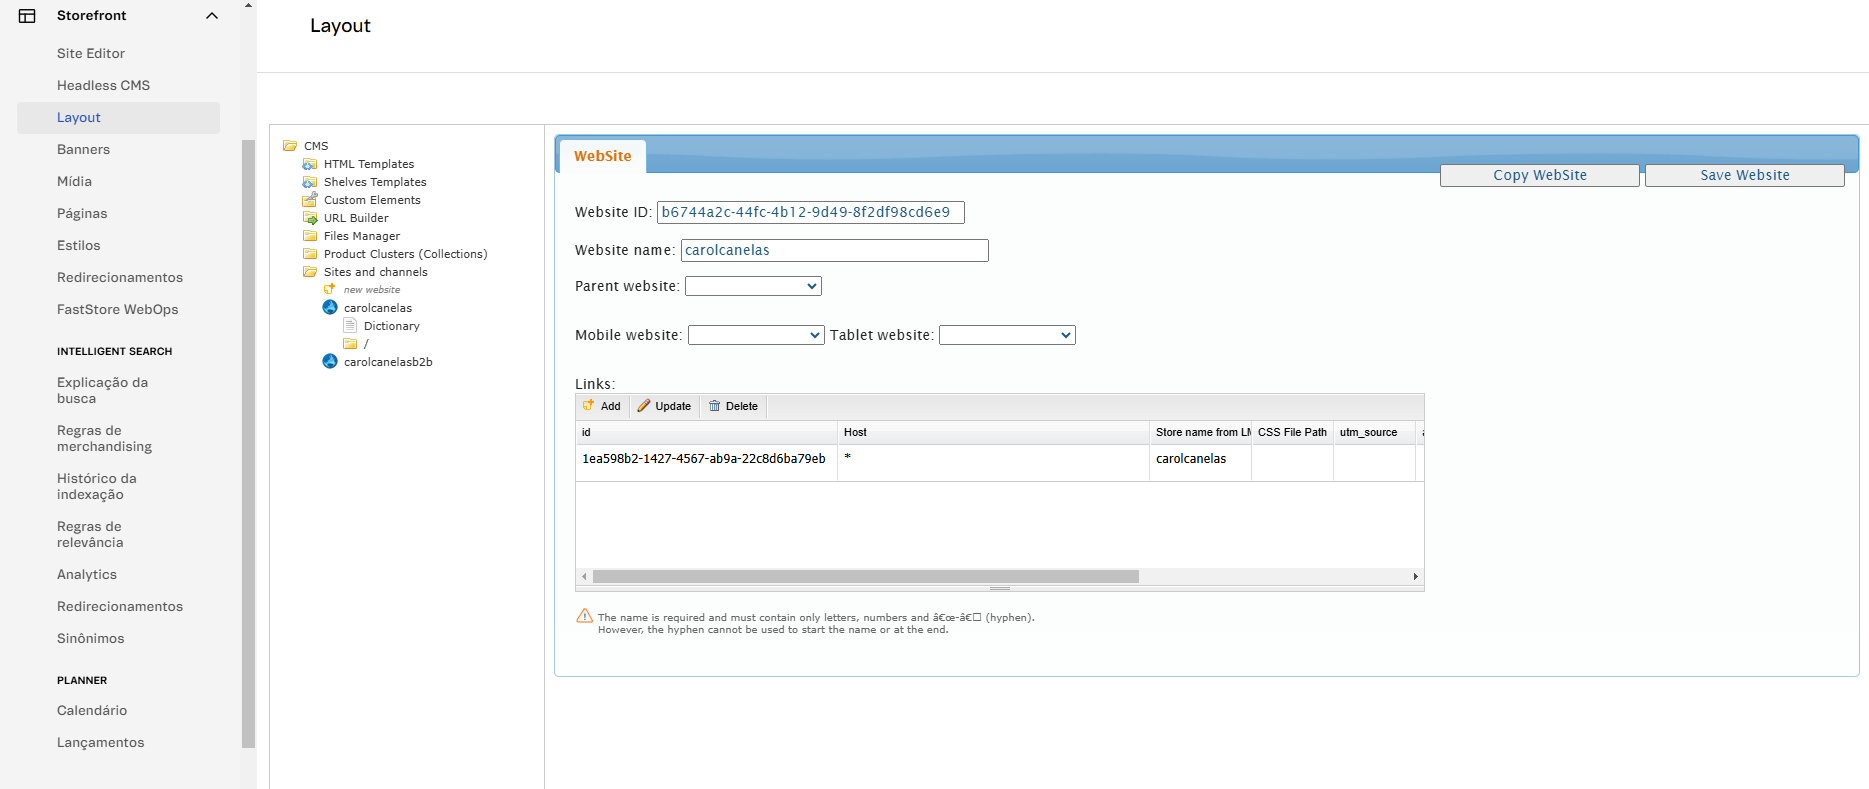 Storefront
Site Editor
Headless CMS
Layout
Banners
Mídia
Páginas
Estilos
Redirecionamentos
FastStore WebOps
INTELLIGENT SEARCH
Explicação da
busca
Regras de
merchandising
Histórico da
indexação
Regras de
relevância
Analytics
Redirecionamentos
Sinônimos
PLANNER
Calendário
Lançamentos
Layout
CMS
HTML Templates
Shelves Templates
Custom Elements
URL Builder
Files Manager
Product Clusters (Collections)
Sites and channels
new website
carolcanelas
Dictionary
/
carolcanelasb2b
WebSite
Copy WebSite Save Website
Website ID: b6744a2c-44fc-4b12-9d49-8f2df98cd6e9
Website name: carolcanelas
Parent website:
Mobile website: Tablet website:
Links:
Add Update Delete
id Host Store name from LM CSS File Path utm_source
1ea598b2-1427-4567-ab9a-22c8d6ba79eb * carolcanelas
The name is required and must contain only letters, numbers and â€œ-â€□ (hyphen).
However, the hyphen cannot be used to start the name or at the end.